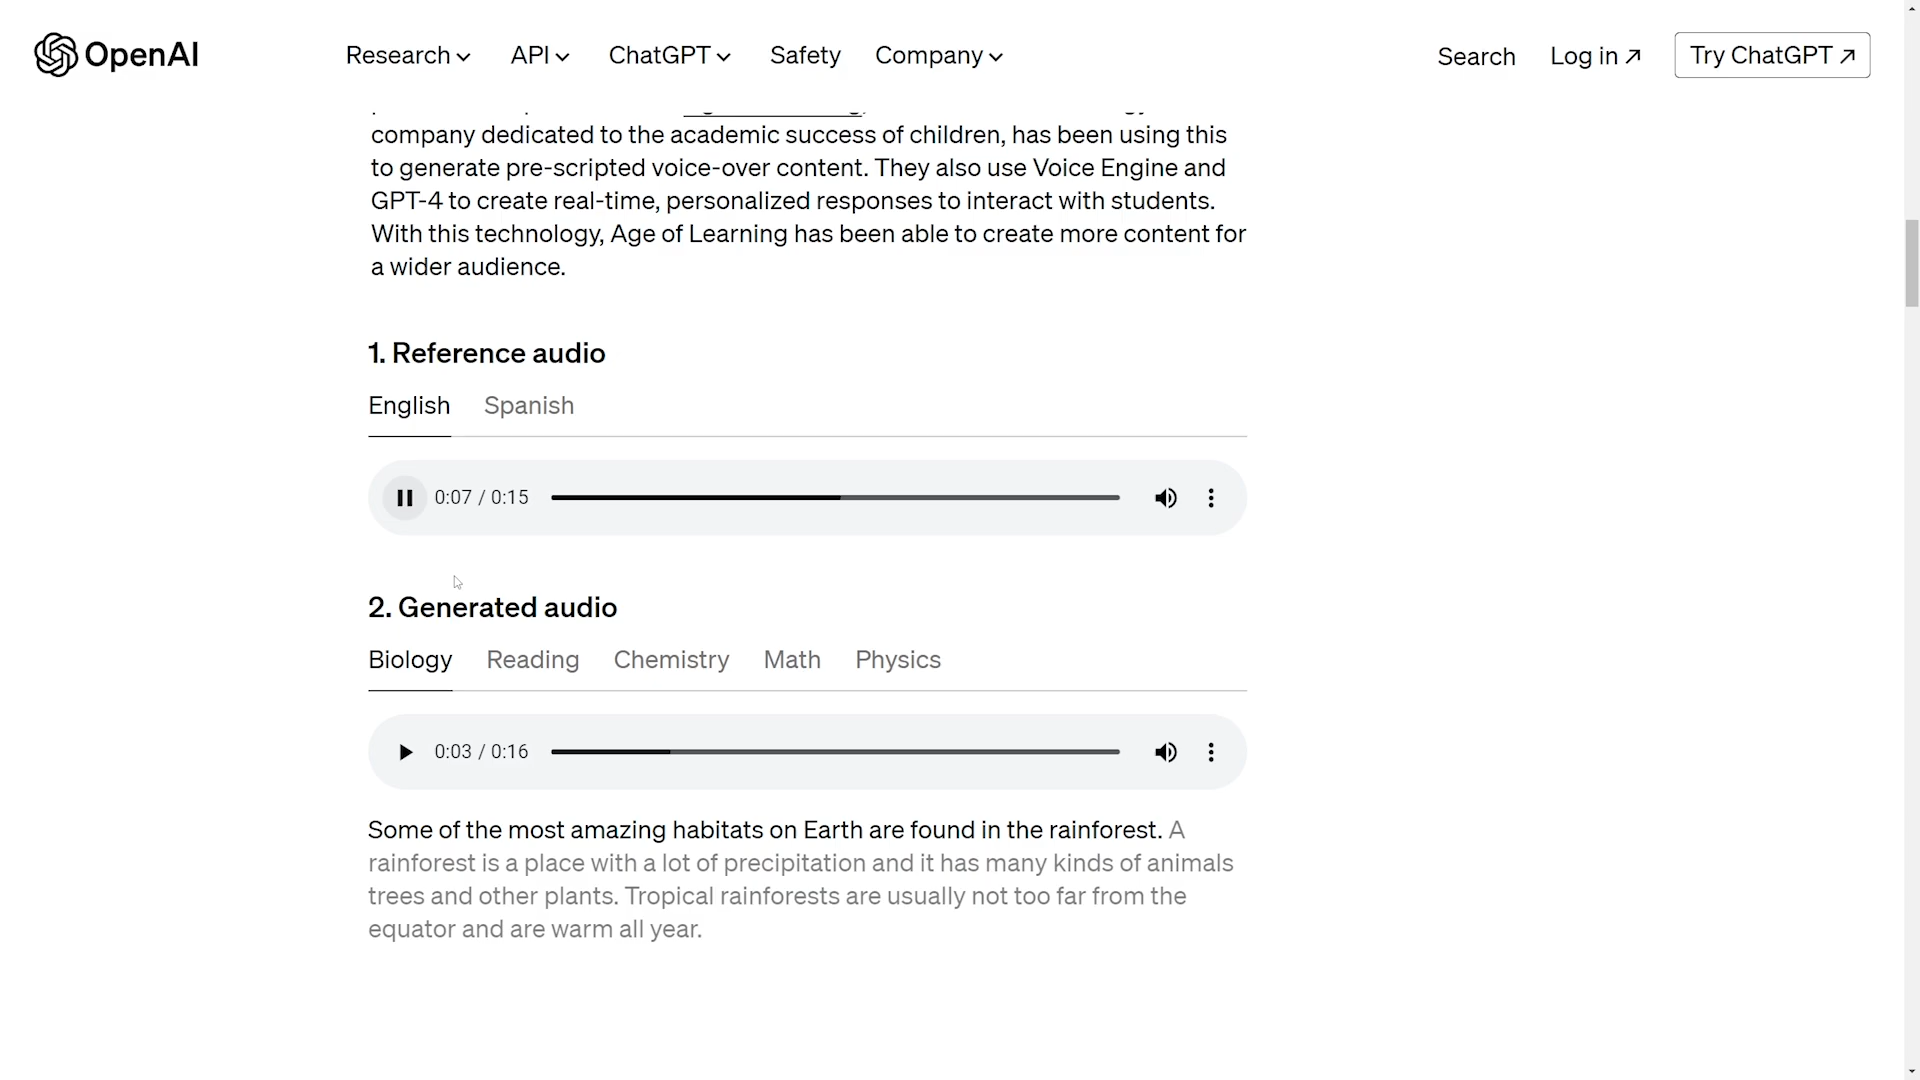 OpenAI
Research API ChatGPT Safety Company
Search Log in ↗ Try ChatGPT ↗
company dedicated to the academic success of children, has been using this
to generate pre-scripted voice-over content. They also use Voice Engine and
GPT-4 to create real-time, personalized responses to interact with students.
With this technology, Age of Learning has been able to create more content for
a wider audience.
1. Reference audio
English Spanish
0:07 / 0:15
2. Generated audio
Biology Reading Chemistry Math Physics
0:03 / 0:16
Some of the most amazing habitats on Earth are found in the rainforest. A
rainforest is a place with a lot of precipitation and it has many kinds of animals
trees and other plants. Tropical rainforests are usually not too far from the
equator and are warm all year.